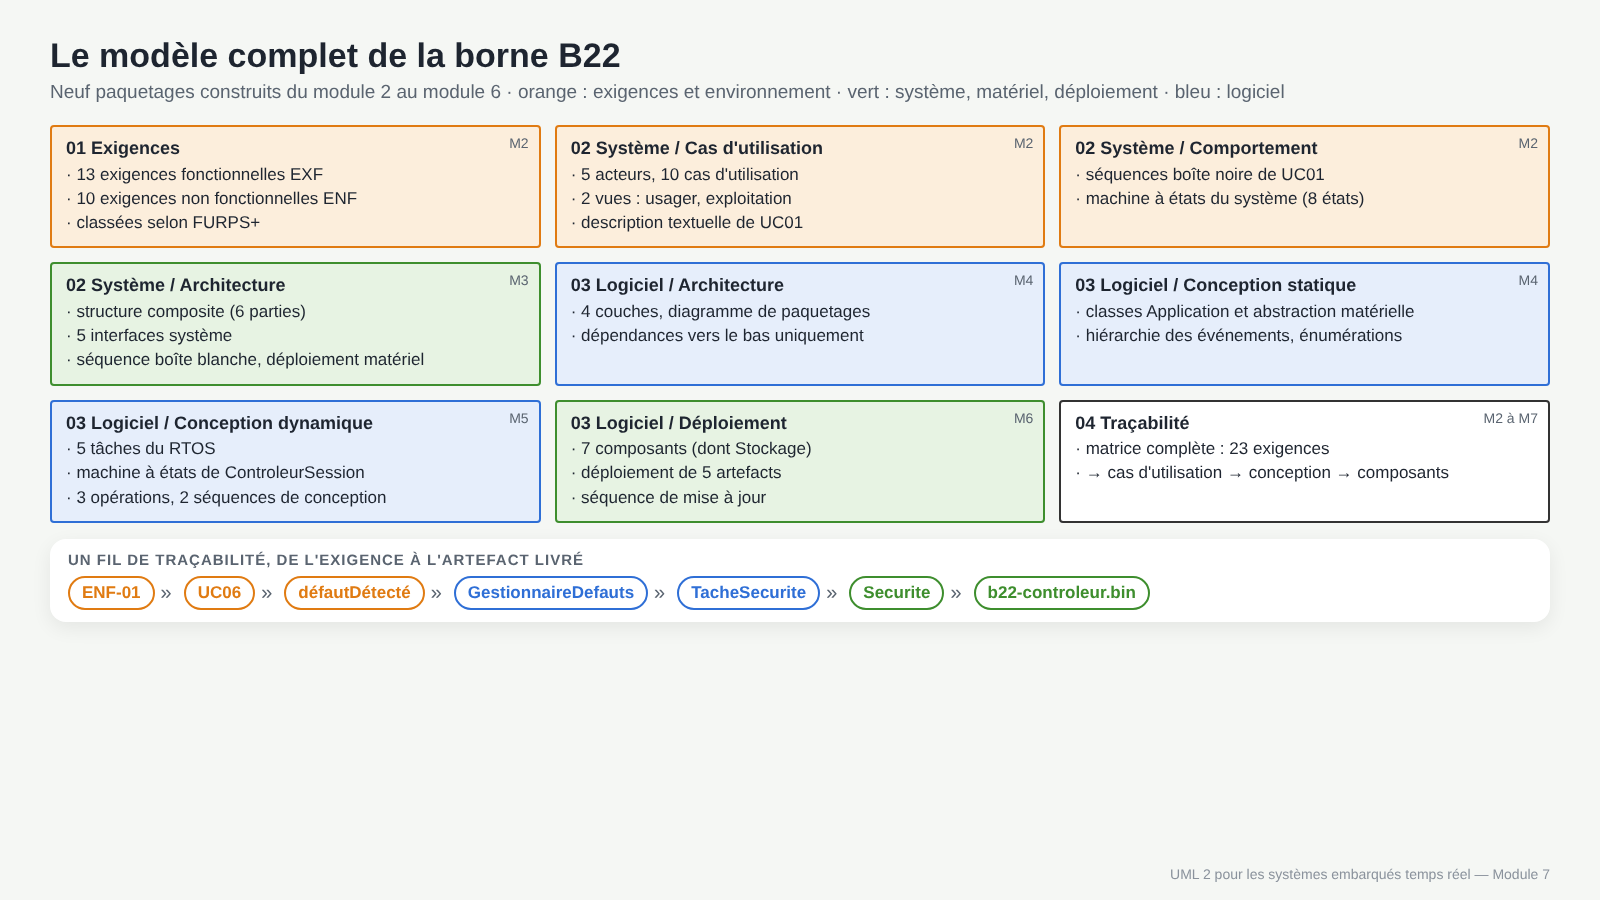 Le modèle complet de la borne B22
Neuf paquetages construits du module 2 au module 6 · orange : exigences et environnement · vert : système, matériel, déploiement · bleu : logiciel
01 Exigences
M2
· 13 exigences fonctionnelles EXF
· 10 exigences non fonctionnelles ENF
· classées selon FURPS+
02 Système / Cas d'utilisation
M2
· 5 acteurs, 10 cas d'utilisation
· 2 vues : usager, exploitation
· description textuelle de UC01
02 Système / Comportement
M2
· séquences boîte noire de UC01
· machine à états du système (8 états)
02 Système / Architecture
M3
· structure composite (6 parties)
· 5 interfaces système
· séquence boîte blanche, déploiement matériel
03 Logiciel / Architecture
M4
· 4 couches, diagramme de paquetages
· dépendances vers le bas uniquement
03 Logiciel / Conception statique
M4
· classes Application et abstraction matérielle
· hiérarchie des événements, énumérations
03 Logiciel / Conception dynamique
M5
· 5 tâches du RTOS
· machine à états de ControleurSession
· 3 opérations, 2 séquences de conception
03 Logiciel / Déploiement
M6
· 7 composants (dont Stockage)
· déploiement de 5 artefacts
· séquence de mise à jour
04 Traçabilité
M2 à M7
· matrice complète : 23 exigences
· → cas d'utilisation → conception → composants
UN FIL DE TRAÇABILITÉ, DE L'EXIGENCE À L'ARTEFACT LIVRÉ
ENF-01 » UC06 » défautDétecté » GestionnaireDefauts » TacheSecurite » Securite » b22-controleur.bin
UML 2 pour les systèmes embarqués temps réel — Module 7